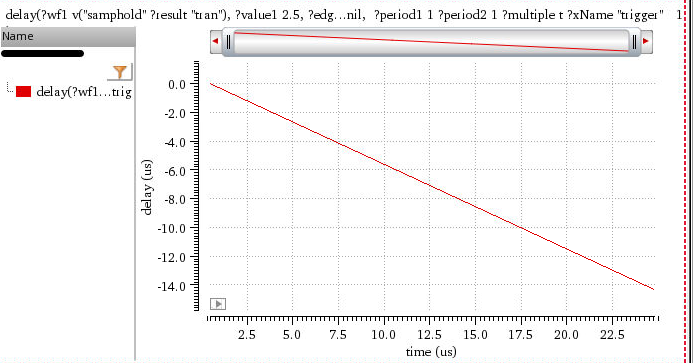 delay(?wf1 v("samphold" ?result "tran"), ?value1 2.5, ?edg...nil, ?period1 1 ?period2 1 ?multiple t ?xName "trigger" 1
Name
delay(?wf1...trig
0.0
-2.0
-4.0
-6.0
-8.0
-10.0
-12.0
-14.0
delay (us)
2.5 5.0 7.5 10.0 12.5 15.0 17.5 20.0 22.5
time (us)